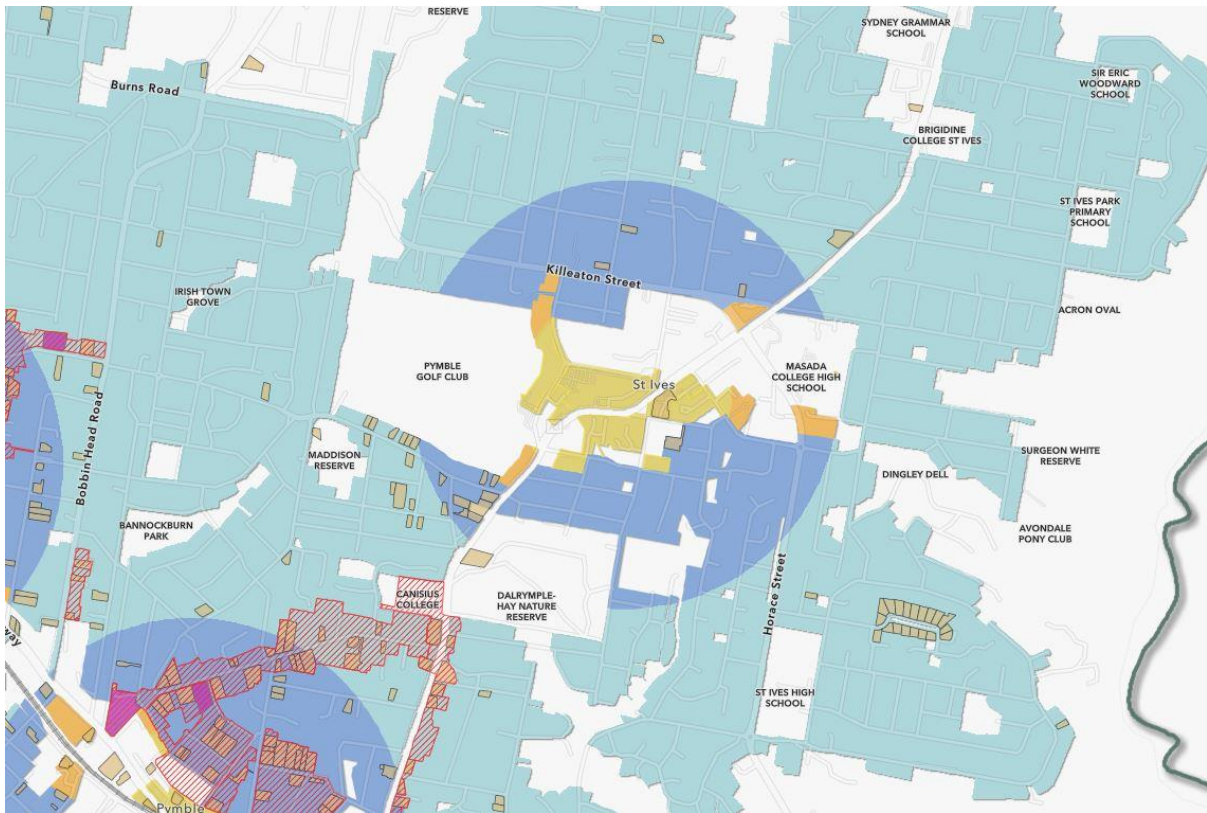 RESERVE
SYDNEY GRAMMAR
SCHOOL
SIR ERIC
WOODWARD
SCHOOL
Burns Road
BRIGIDINE
COLLEGE ST IVES
ST IVES PARK
PRIMARY
SCHOOL
Killeaton Street
IRISH TOWN
GROVE
ACRON OVAL
PYMBLE
GOLF CLUB
St Ives
MASADA
COLLEGE HIGH
SCHOOL
Bobbin Head Road
MADDISON
RESERVE
SURGEON WHITE
RESERVE
DINGLEY DELL
BANNOCKBURN
PARK
AVONDALE
PONY CLUB
CANISIUS
COLLEGE
DALRYMPLE-
HAY NATURE
RESERVE
Horace Street
way
ST IVES HIGH
SCHOOL
Pymble